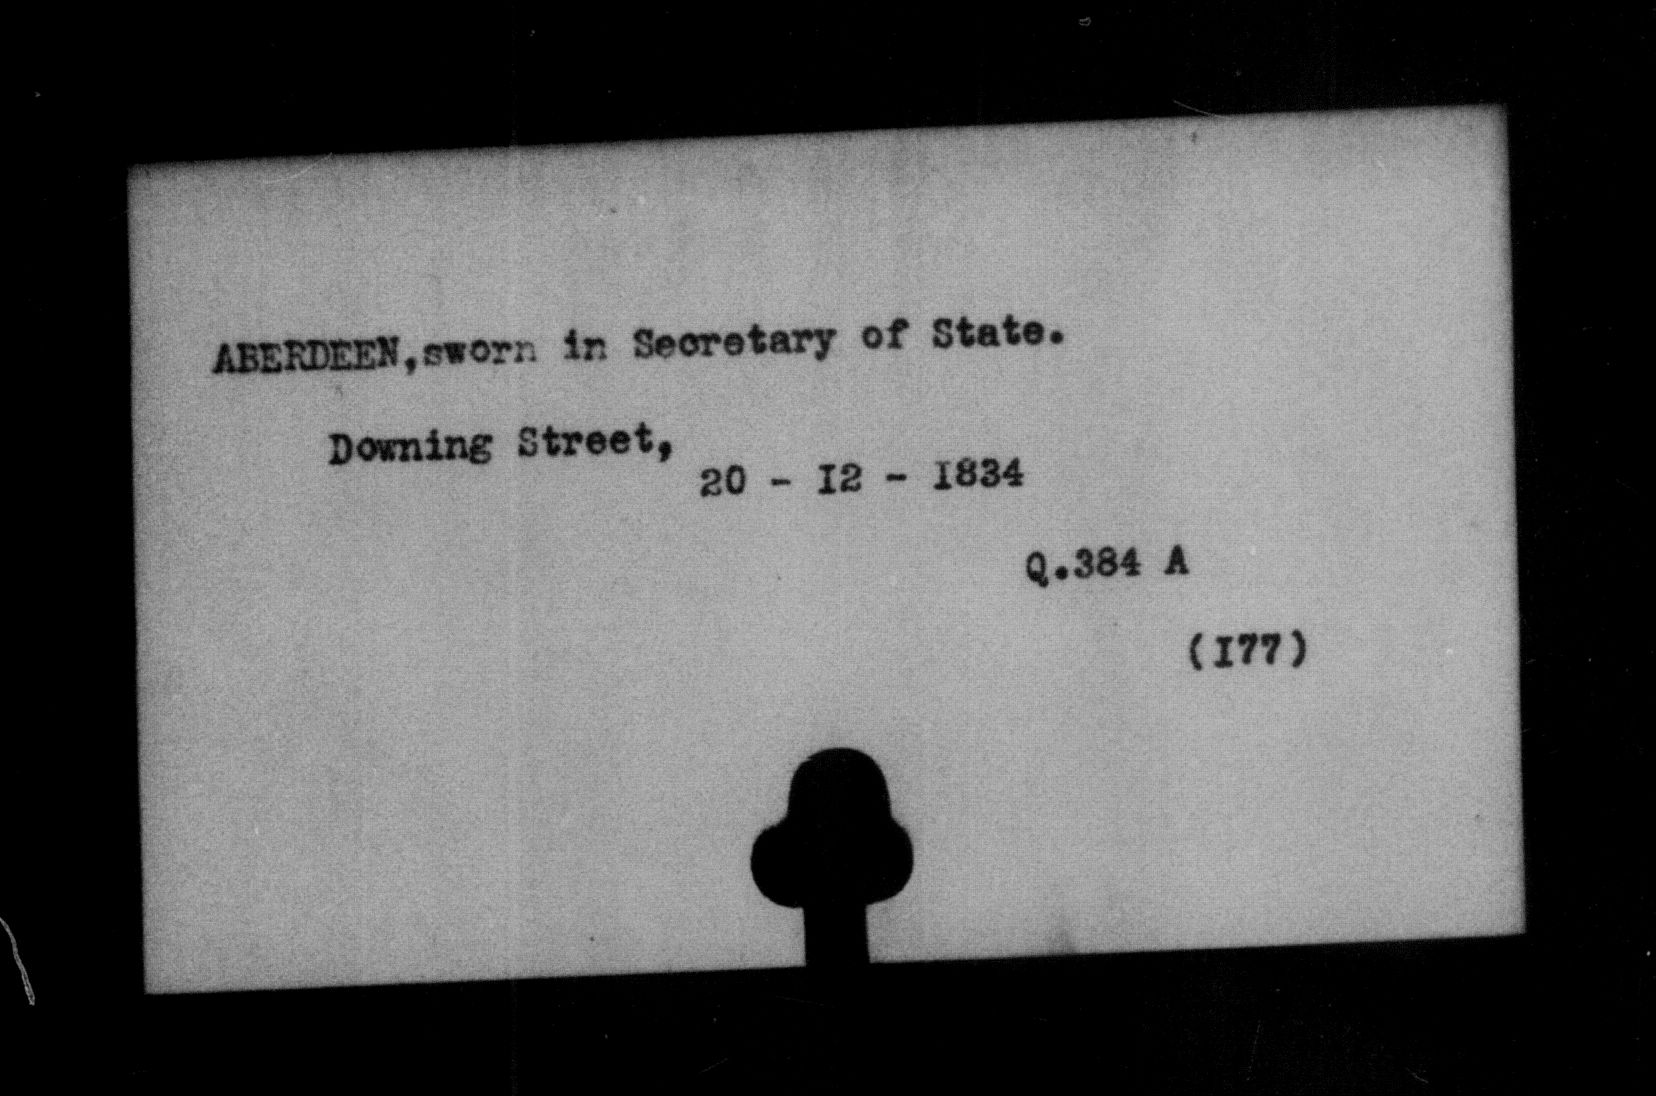 ABERDEEN,sworn in Secretary of State.
Downing Street,
20 - I2 - I834
Q.384 A
(I77)